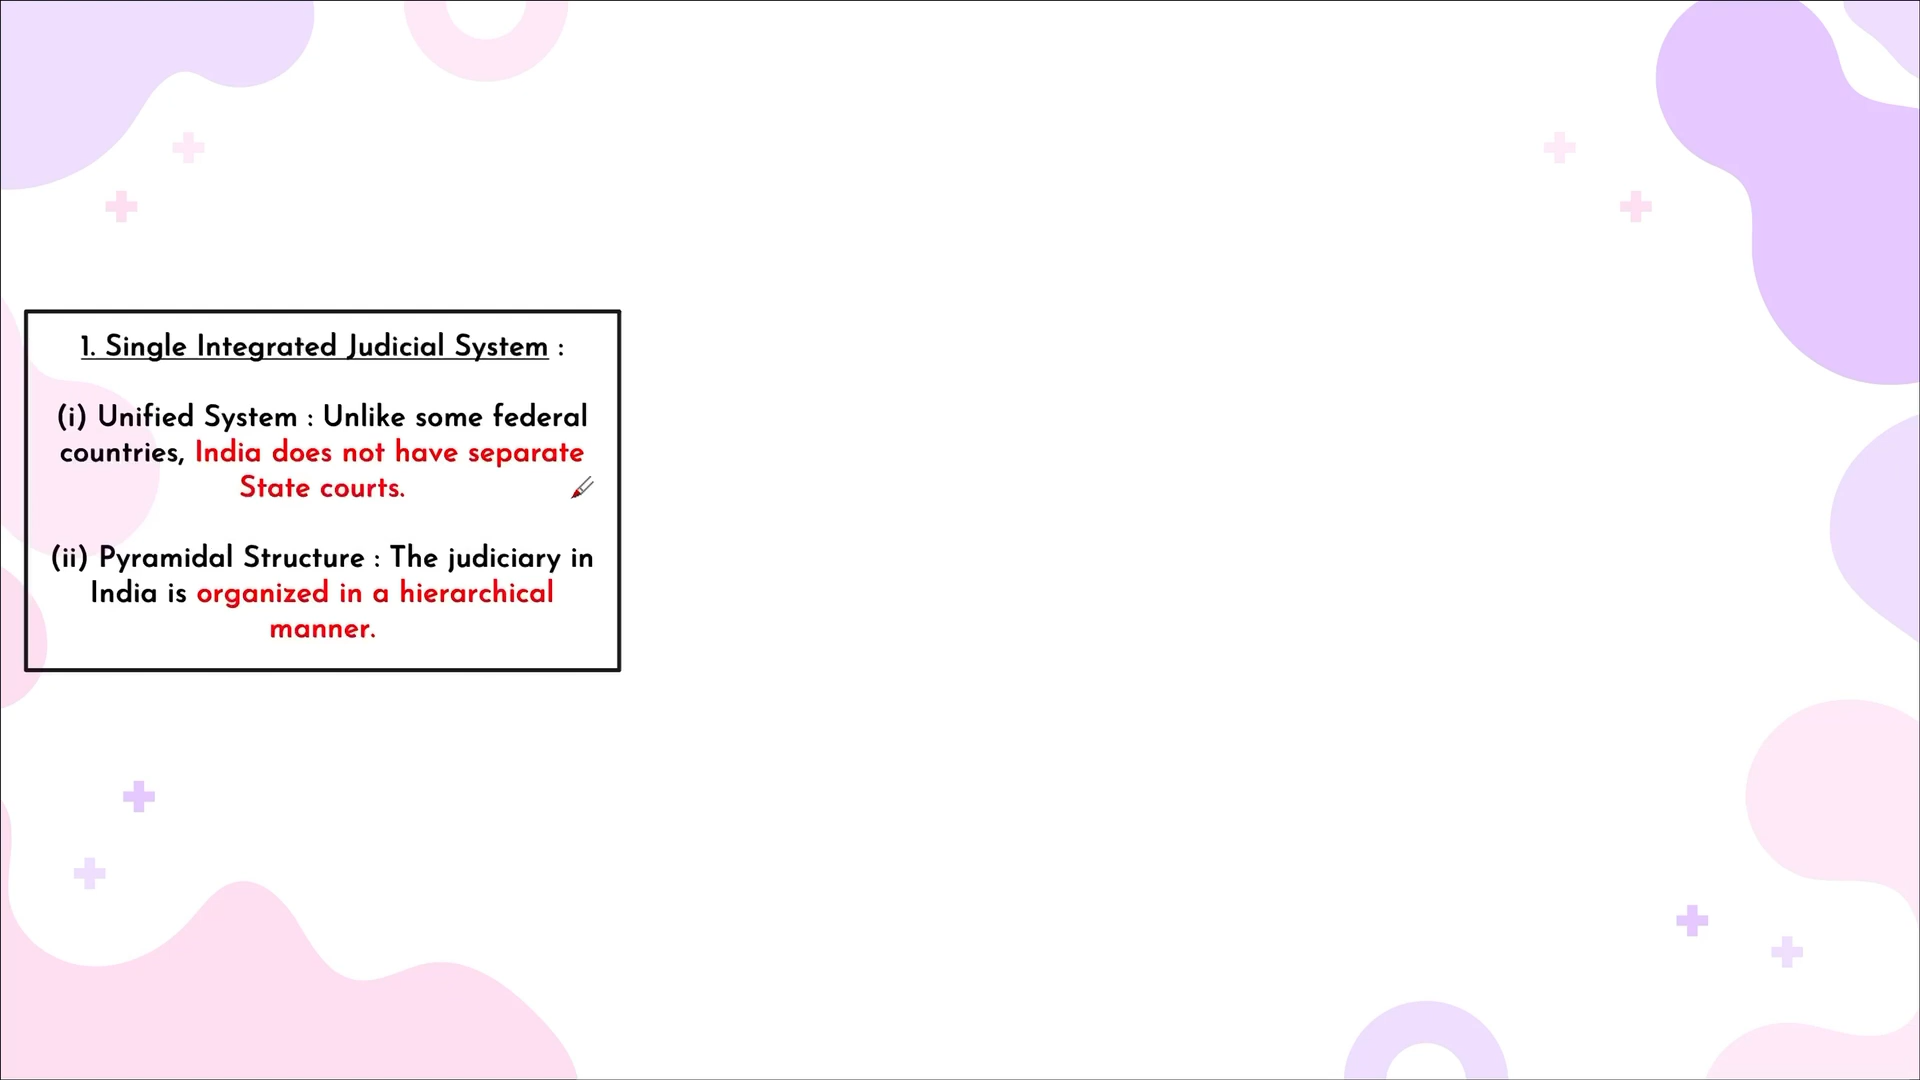 1. Single Integrated Judicial System :
(i) Unified System : Unlike some federal
countries, India does not have separate
State courts.
(ii) Pyramidal Structure : The judiciary in
India is organized in a hierarchical
manner.